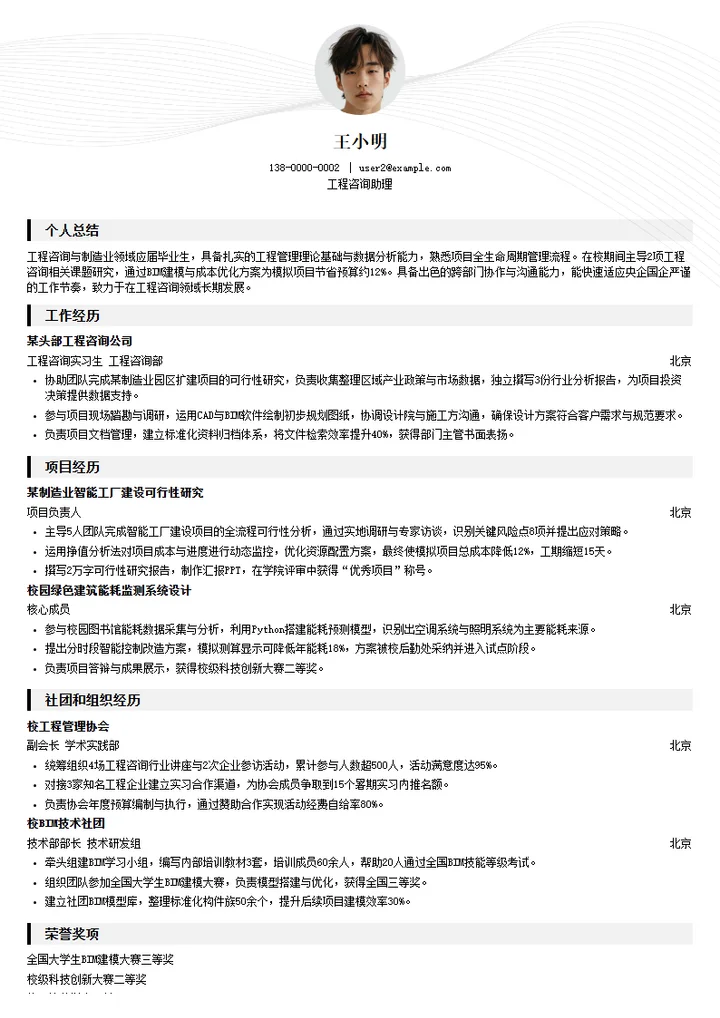 王小明
138-0000-0002 | user2@example.com
工程咨询助理
个人总结
工程咨询与制造业领域应届毕业生，具备扎实的工程管理理论基础与数据分析能力，熟悉项目全生命周期管理流程。在校期间主导2项工程
咨询相关课题研究，通过BIM建模与成本优化方案为模拟项目节省预算约12%。具备出色的跨部门协作与沟通能力，能快速适应央企国企严谨
的工作节奏，致力于在工程咨询领域长期发展。
工作经历
某头部工程咨询公司
工程咨询实习生 工程咨询部 北京
• 协助团队完成某制造业园区扩建项目的可行性研究，负责收集整理区域产业政策与市场数据，独立撰写3份行业分析报告，为项目投资
决策提供数据支持。
• 参与项目现场踏勘与调研，运用CAD与BIM软件绘制初步规划图纸，协调设计院与施工方沟通，确保设计方案符合客户需求与规范要求。
• 负责项目文档管理，建立标准化资料归档体系，将文件检索效率提升40%，获得部门主管书面表扬。
项目经历
某制造业智能工厂建设可行性研究
项目负责人 北京
• 主导5人团队完成智能工厂建设项目的全流程可行性分析，通过实地调研与专家访谈，识别关键风险点8项并提出应对策略。
• 运用挣值分析法对项目成本与进度进行动态监控，优化资源配置方案，最终使模拟项目总成本降低12%，工期缩短15天。
• 撰写2万字可行性研究报告，制作汇报PPT，在学院评审中获得“优秀项目”称号。
校园绿色建筑能耗监测系统设计
核心成员 北京
• 参与校园图书馆能耗数据采集与分析，利用Python搭建能耗预测模型，识别出空调系统与照明系统为主要能耗来源。
• 提出分时段智能控制改造方案，模拟测算显示可降低年能耗18%，方案被校后勤处采纳并进入试点阶段。
• 负责项目答辩与成果展示，获得校级科技创新大赛二等奖。
社团和组织经历
校工程管理协会
副会长 学术实践部 北京
• 统筹组织4场工程咨询行业讲座与2次企业参访活动，累计参与人数超500人，活动满意度达95%。
• 对接3家知名工程企业建立实习合作渠道，为协会成员争取到15个暑期实习内推名额。
• 负责协会年度预算编制与执行，通过赞助合作实现活动经费自给率80%。
校BIM技术社团
技术部部长 技术研发组 北京
• 牵头组建BIM学习小组，编写内部培训教材3套，培训成员60余人，帮助20人通过全国BIM技能等级考试。
• 组织团队参加全国大学生BIM建模大赛，负责模型搭建与优化，获得全国三等奖。
• 建立社团BIM模型库，整理标准化构件族50余个，提升后续项目建模效率30%。
荣誉奖项
全国大学生BIM建模大赛三等奖
校级科技创新大赛二等奖